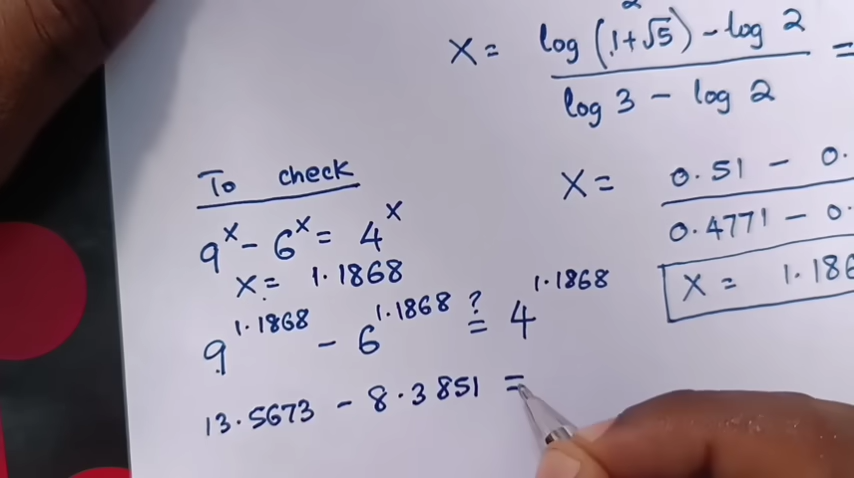 x = log (1+√5) - log 2 =
log 3 - log 2
x = 0.51 - 0.
0.4771 - 0.
x = 1.186
To check
9^x - 6^x = 4^x
x = 1.1868
9^1.1868 - 6^1.1868 ?= 4^1.1868
13.5673 - 8.3851 =